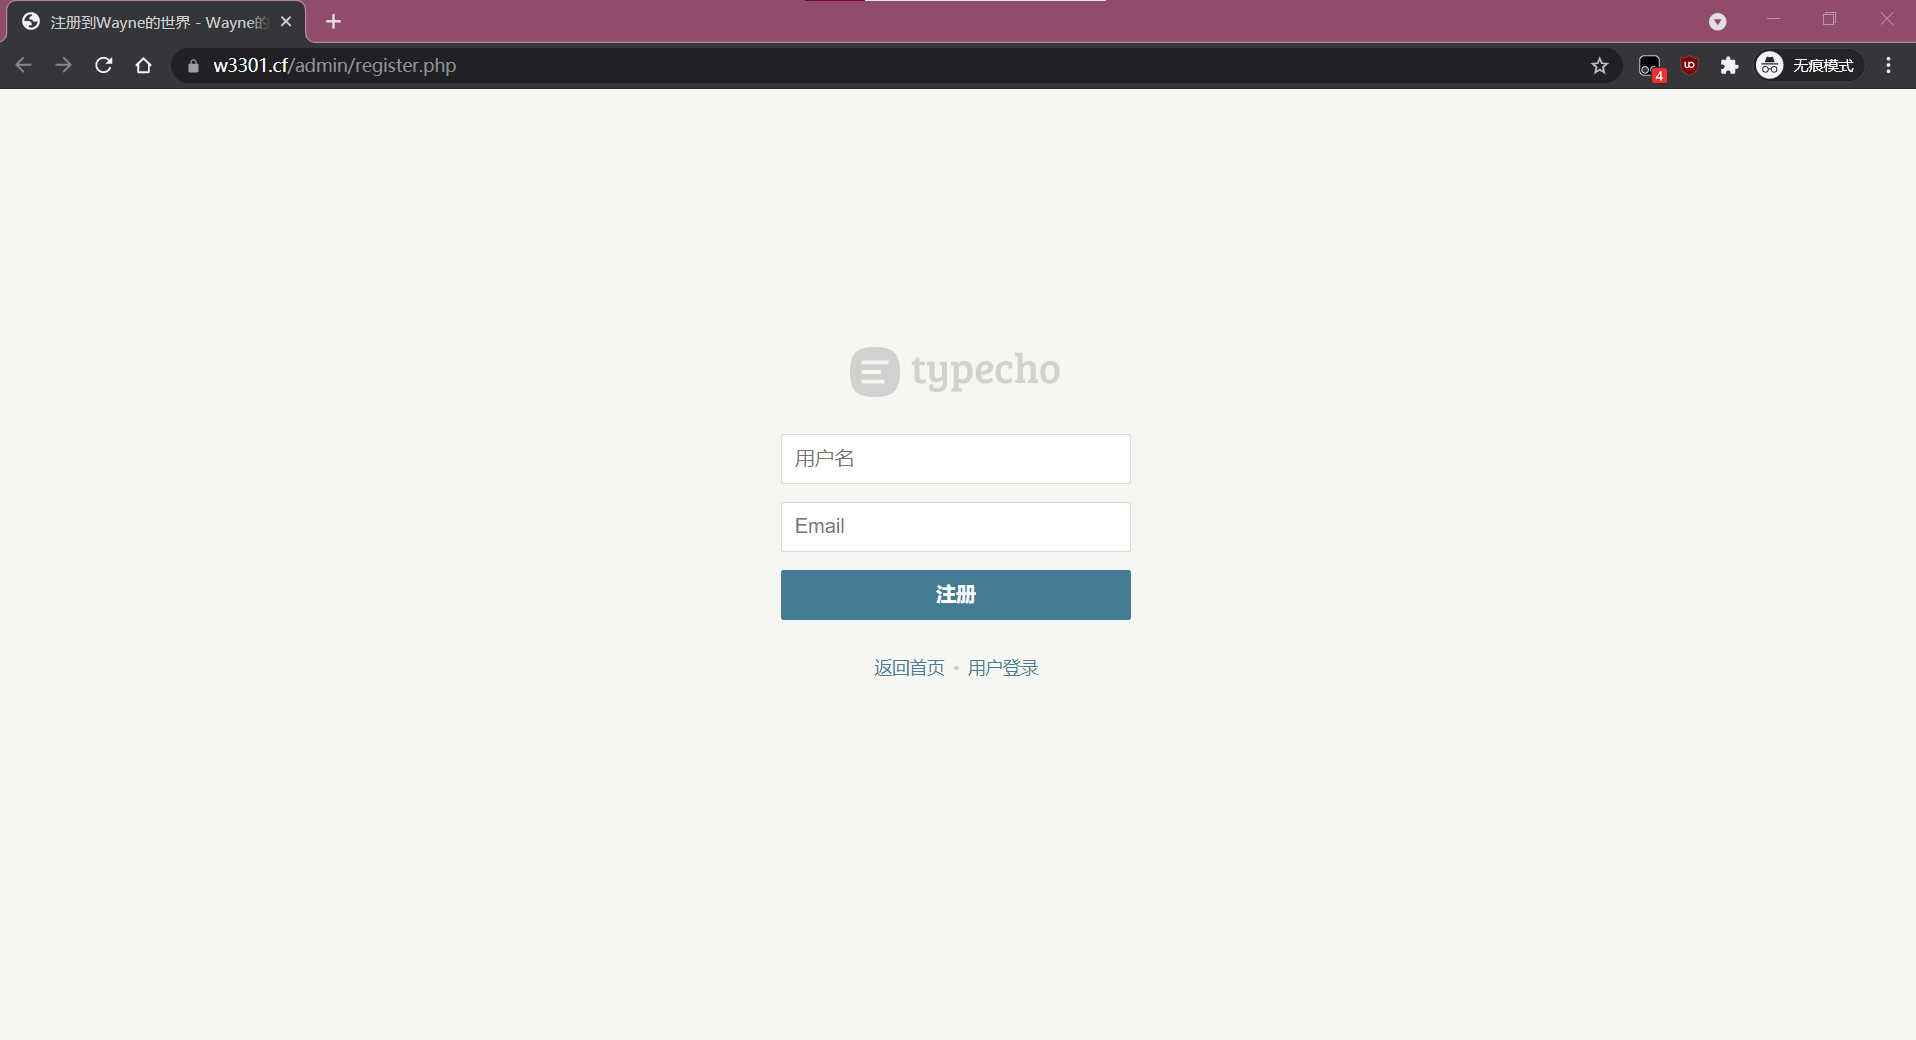 注册到Wayne的世界 - Wayne的
w3301.cf/admin/register.php
4
无痕模式
typecho
用户名
Email
注册
返回首页 • 用户登录